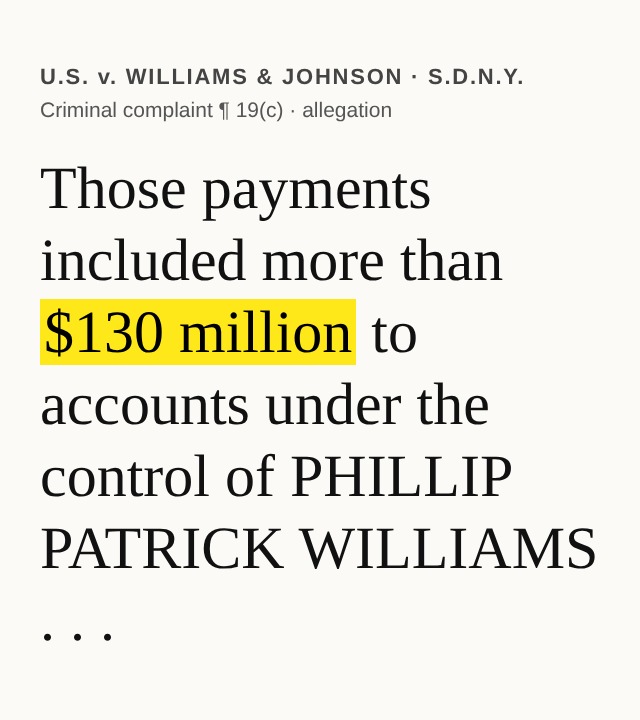 U.S. v. WILLIAMS & JOHNSON · S.D.N.Y.
Criminal complaint ¶ 19(c) · allegation
Those payments
included more than
$130 million to
accounts under the
control of PHILLIP
PATRICK WILLIAMS
. . .